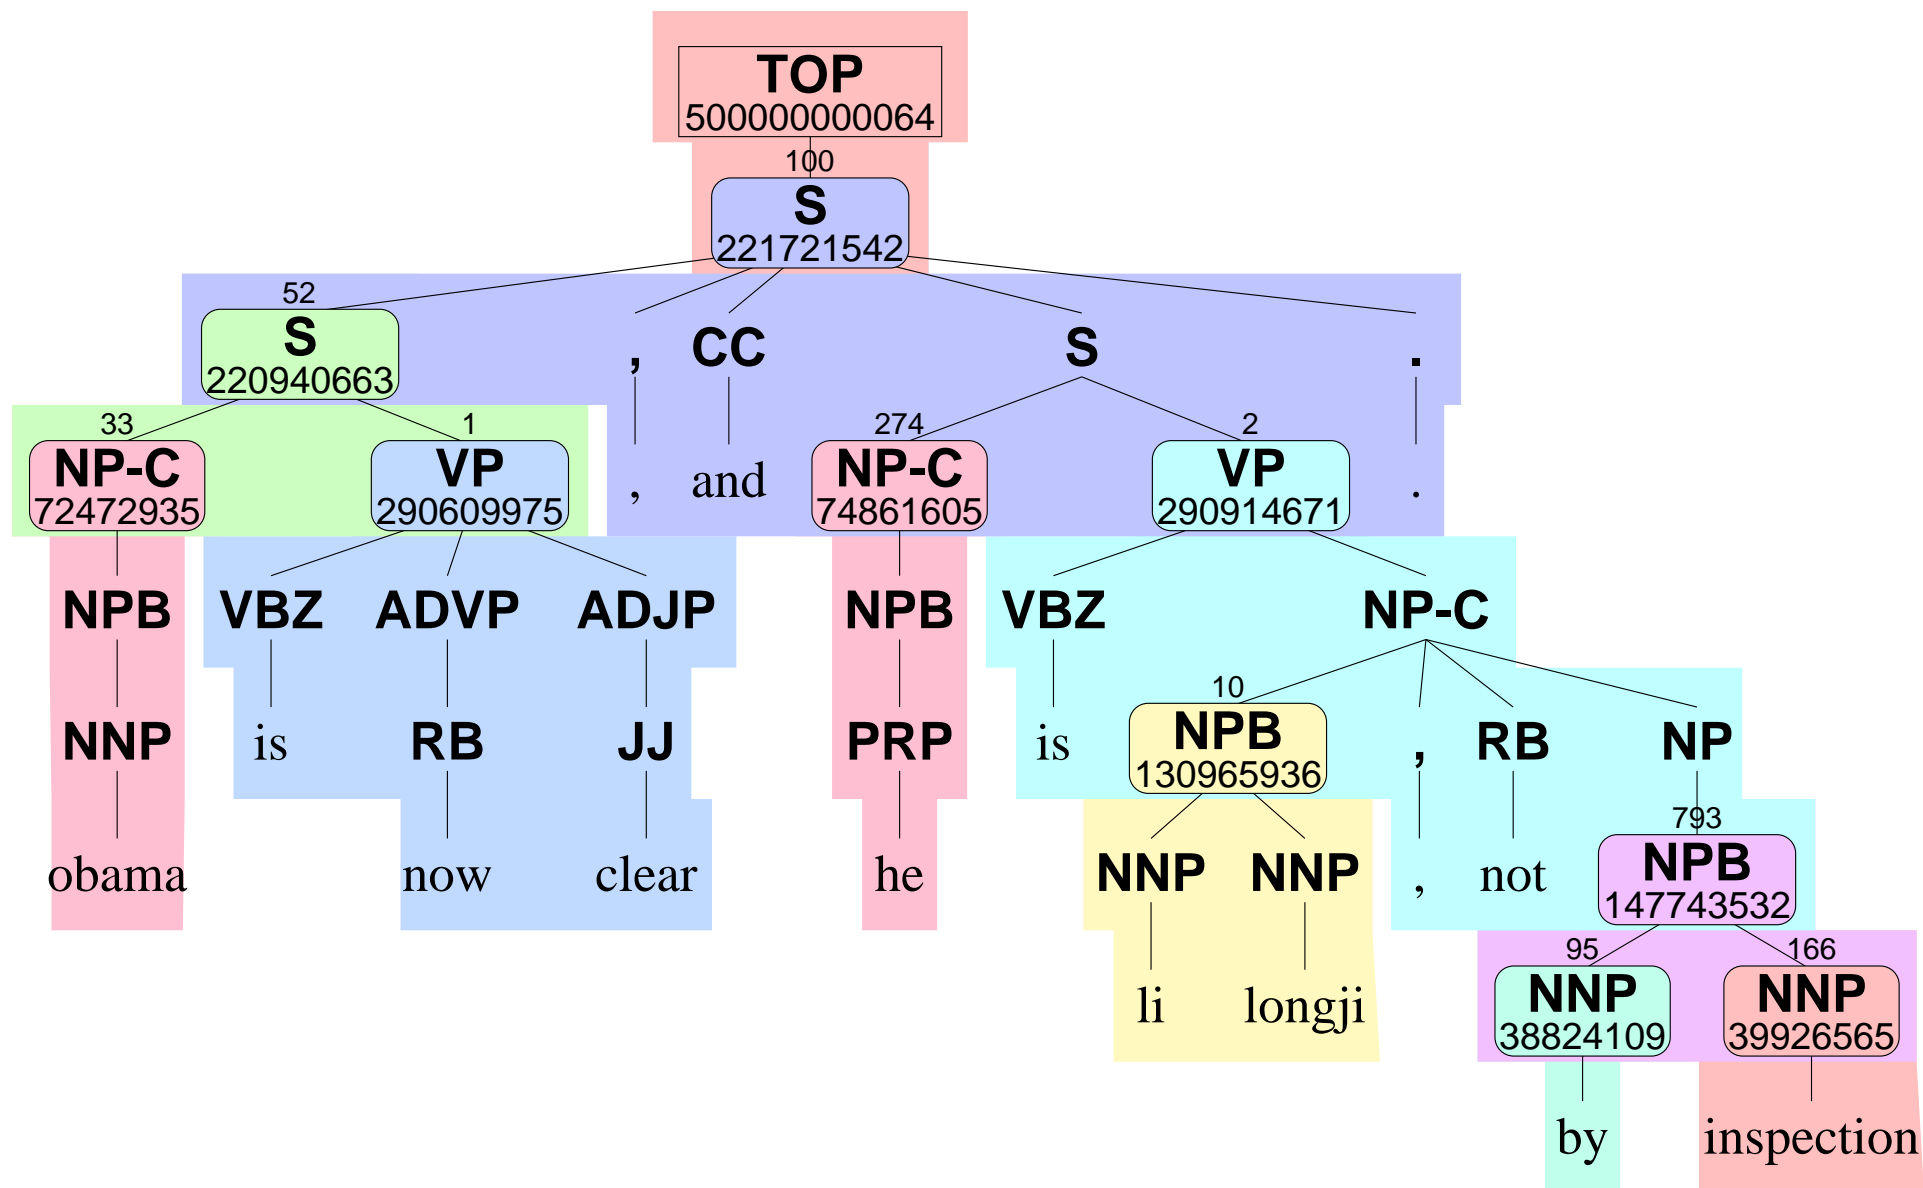 TOP
500000000064
100
S
221721542
52
S , CC S .
220940663
33 1 274 2
NP-C VP , and NP-C VP .
72472935 290609975 74861605 290914671
NPB VBZ ADVP ADJP NPB VBZ NP-C
10
NNP is RB JJ PRP is NPB , RB NP
130965936
793
obama now clear he NNP NNP , not NPB
147743532
95 166
li longji NNP NNP
38824109 39926565
by inspection